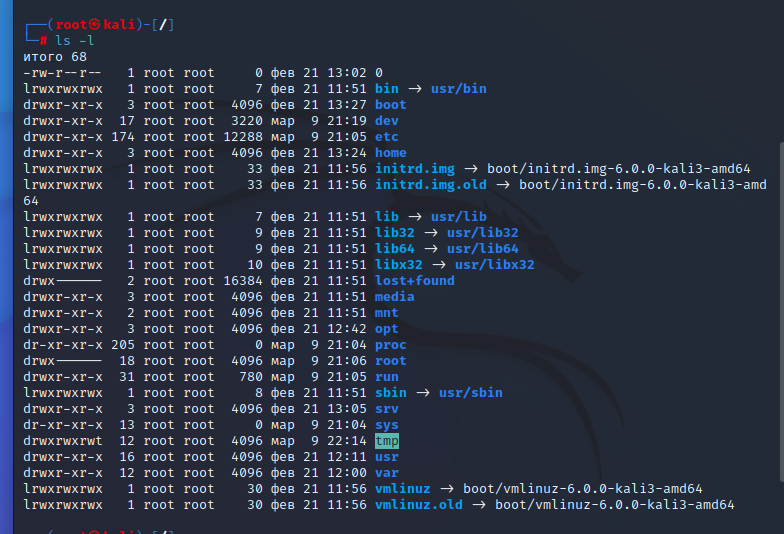 ┌──(root㉿kali)-[/]
└─# ls -l
итого 68
-rw-r--r--   1 root root     0 фев 21 13:02 0
lrwxrwxrwx   1 root root     7 фев 21 11:51 bin -> usr/bin
drwxr-xr-x   3 root root  4096 фев 21 13:27 boot
drwxr-xr-x  17 root root  3220 мар  9 21:19 dev
drwxr-xr-x 174 root root 12288 мар  9 21:05 etc
drwxr-xr-x   3 root root  4096 фев 21 13:24 home
lrwxrwxrwx   1 root root    33 фев 21 11:56 initrd.img -> boot/initrd.img-6.0.0-kali3-amd64
lrwxrwxrwx   1 root root    33 фев 21 11:56 initrd.img.old -> boot/initrd.img-6.0.0-kali3-amd
64
lrwxrwxrwx   1 root root     7 фев 21 11:51 lib -> usr/lib
lrwxrwxrwx   1 root root     9 фев 21 11:51 lib32 -> usr/lib32
lrwxrwxrwx   1 root root     9 фев 21 11:51 lib64 -> usr/lib64
lrwxrwxrwx   1 root root    10 фев 21 11:51 libx32 -> usr/libx32
drwx------   2 root root 16384 фев 21 11:51 lost+found
drwxr-xr-x   3 root root  4096 фев 21 11:51 media
drwxr-xr-x   2 root root  4096 фев 21 11:51 mnt
drwxr-xr-x   3 root root  4096 фев 21 12:42 opt
dr-xr-xr-x 205 root root     0 мар  9 21:04 proc
drwx------  18 root root  4096 мар  9 21:06 root
drwxr-xr-x  31 root root   780 мар  9 21:05 run
lrwxrwxrwx   1 root root     8 фев 21 11:51 sbin -> usr/sbin
drwxr-xr-x   3 root root  4096 фев 21 13:05 srv
dr-xr-xr-x  13 root root     0 мар  9 21:04 sys
drwxrwxrwt  12 root root  4096 мар  9 22:14 tmp
drwxr-xr-x  16 root root  4096 фев 21 12:11 usr
drwxr-xr-x  12 root root  4096 фев 21 12:00 var
lrwxrwxrwx   1 root root    30 фев 21 11:56 vmlinuz -> boot/vmlinuz-6.0.0-kali3-amd64
lrwxrwxrwx   1 root root    30 фев 21 11:56 vmlinuz.old -> boot/vmlinuz-6.0.0-kali3-amd64
┌──(root㉿kali)-[/]